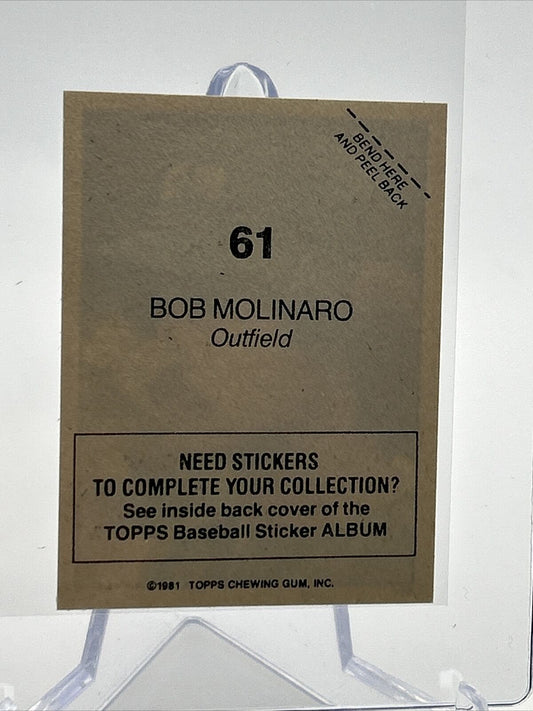 BEND HERE
AND PEEL BACK
61
BOB MOLINARO
Outfield
NEED STICKERS
TO COMPLETE YOUR COLLECTION?
See inside back cover of the
TOPPS Baseball Sticker ALBUM
©1981 TOPPS CHEWING GUM, INC.